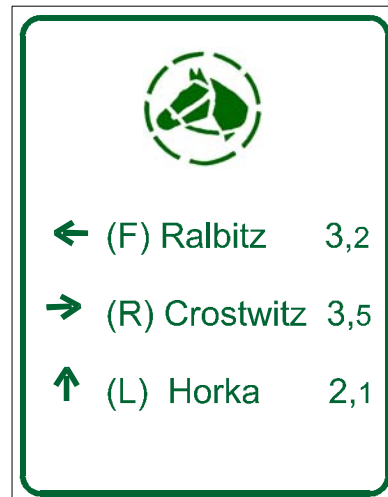 ← (F) Ralbitz 3,2
→ (R) Crostwitz 3,5
↑ (L) Horka 2,1